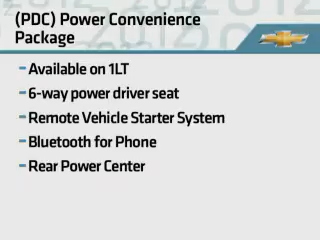 (PDC) Power Convenience
Package
- Available on 1LT
- 6-way power driver seat
- Remote Vehicle Starter System
- Bluetooth for Phone
- Rear Power Center